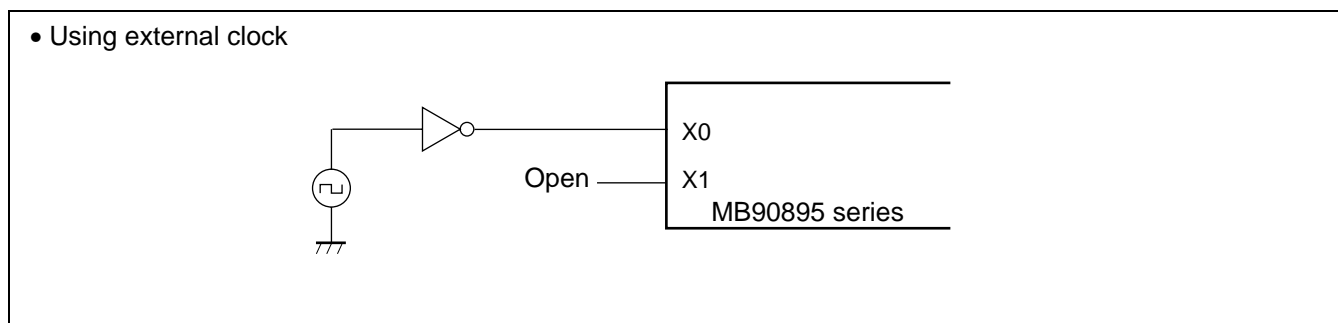 • Using external clock
X0
Open
X1
MB90895 series